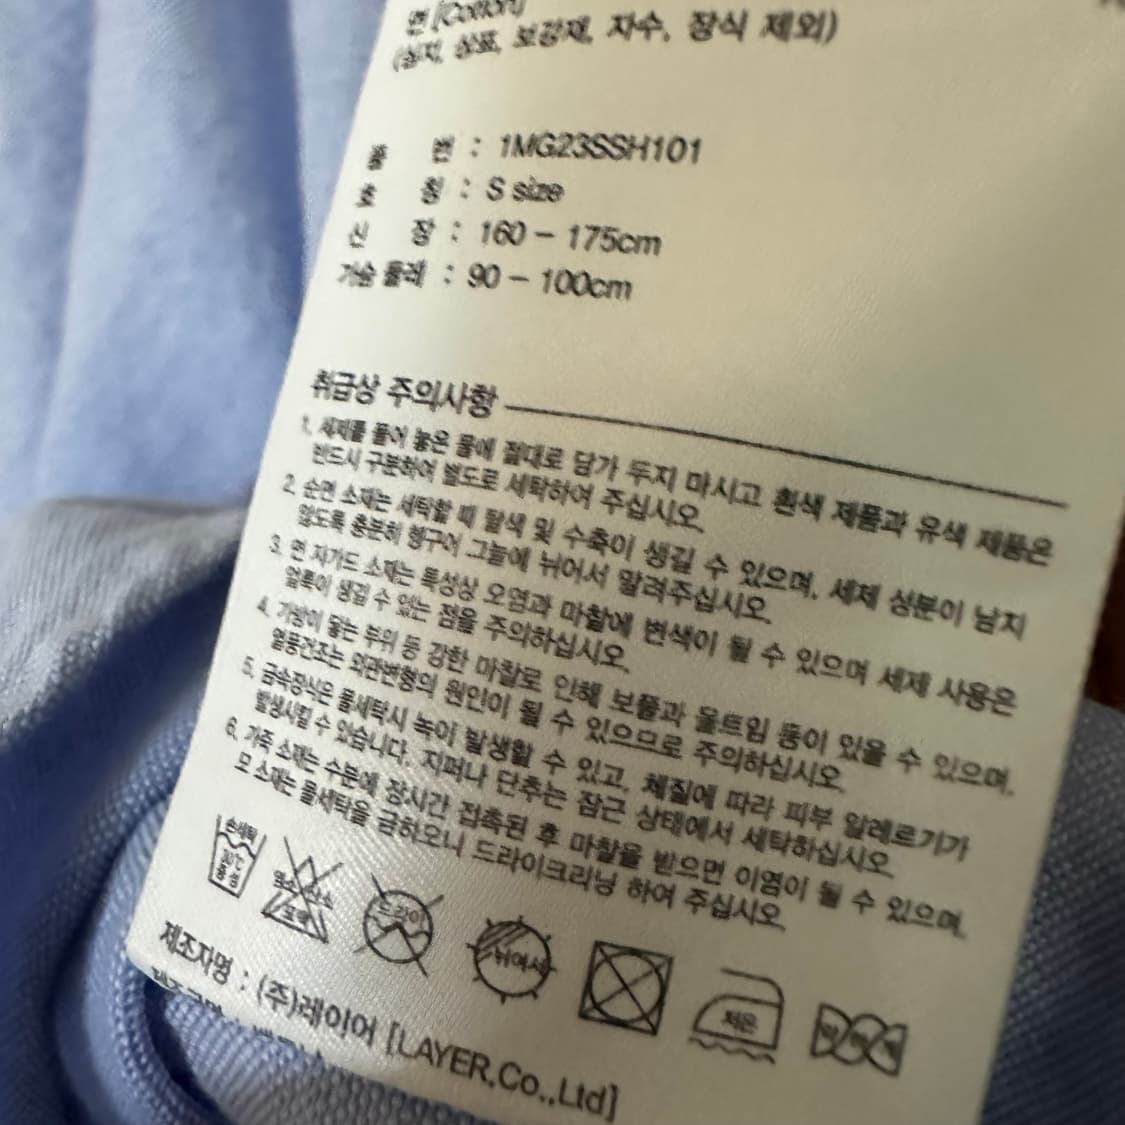 면 [Cotton]
(심지, 상표, 보강재, 자수, 장식 제외)
품 번 : 1MG23SSH101
호 칭 : S size
신 장 : 160 – 175cm
가슴 둘레 : 90 – 100cm
취급상 주의사항
1. 세제를 풀어 놓은 물에 절대로 담가 두지 마시고 흰색 제품과 유색 제품은
반드시 구분하여 별도로 세탁하여 주십시오.
2. 순면 소재는 세탁할 때 탈색 및 수축이 생길 수 있으며, 세제 성분이 남지
않도록 충분히 헹구어 그늘에 뉘어서 말려주십시오.
3. 면 자가드 소재는 특성상 오염과 마찰에 변색이 될 수 있으며 세제 사용은
얼룩이 생길 수 있는 점을 주의하십시오.
4. 가방이 닿는 부위 등 강한 마찰로 인해 보풀과 올트임 등이 있을 수 있으며,
열풍건조는 외관변형의 원인이 될 수 있으므로 주의하십시오.
5. 금속장식은 물세탁시 녹이 발생할 수 있고, 체질에 따라 피부 알레르기가
발생시킬 수 있습니다. 지퍼나 단추는 잠근 상태에서 세탁하십시오.
6. 가죽 소재는 수분에 장시간 접촉된 후 마찰을 받으면 이염이 될 수 있으며,
모 소재는 물세탁을 금하오니 드라이크리닝 하여 주십시오.
손세탁
30℃
중성
염소 산소
표백
드라이
뉘어서
저온
제조자명 : (주)레이어 [LAYER.Co.,Ltd]